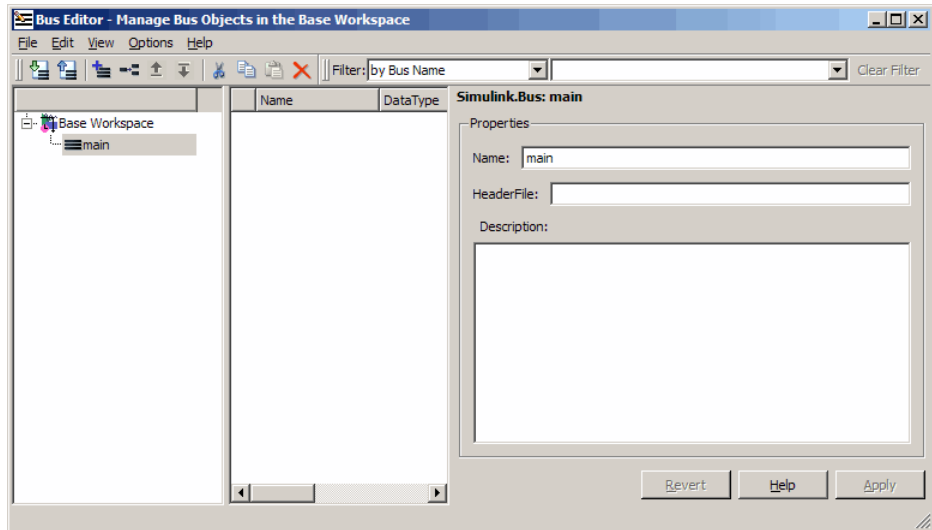 Bus Editor - Manage Bus Objects in the Base Workspace
File Edit View Options Help
Filter: by Bus Name Clear Filter
Name DataType
Simulink.Bus: main
Base Workspace
main
Properties
Name: main
HeaderFile:
Description:
Revert Help Apply